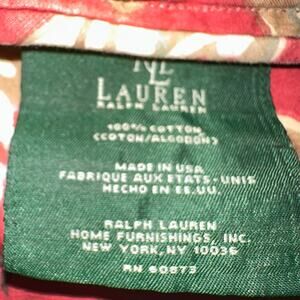 LRL
LAUREN
RALPH LAUREN
100% COTTON
(COTON/ALGODON)
MADE IN USA
FABRIQUE AUX ETATS-UNIS
HECHO EN EE.UU.
RALPH LAUREN
HOME FURNISHINGS, INC.
NEW YORK, NY 10036
RN 60873